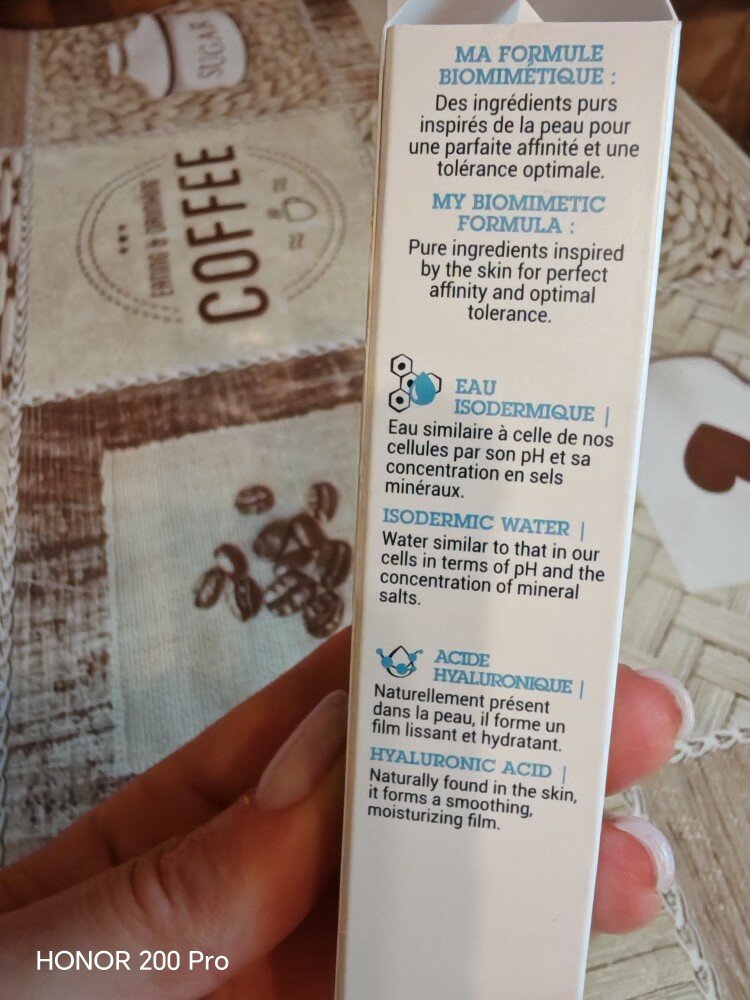 MA FORMULE
BIOMIMÉTIQUE :
Des ingrédients purs
inspirés de la peau pour
une parfaite affinité et une
tolérance optimale.
MY BIOMIMETIC
FORMULA :
Pure ingredients inspired
by the skin for perfect
affinity and optimal
tolerance.
EAU
ISODERMIQUE |
Eau similaire à celle de nos
cellules par son pH et sa
concentration en sels
minéraux.
ISODERMIC WATER |
Water similar to that in our
cells in terms of pH and the
concentration of mineral
salts.
ACIDE
HYALURONIQUE |
Naturellement présent
dans la peau, il forme un
film lissant et hydratant.
HYALURONIC ACID |
Naturally found in the skin,
it forms a smoothing,
moisturizing film.
SUGAR
COFFEE
HONOR 200 Pro